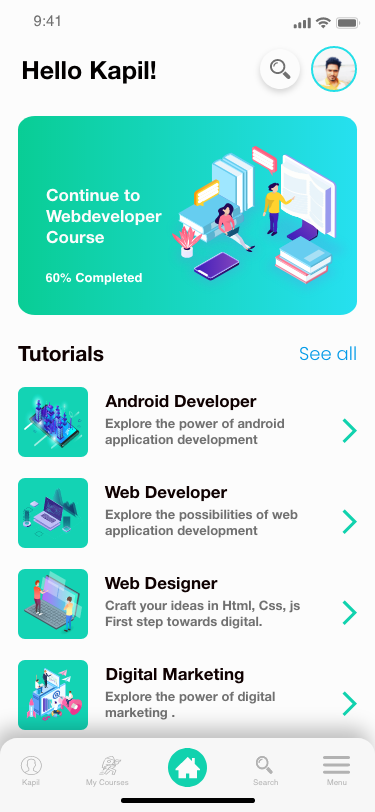 9:41
Hello Kapil!
Continue to
Webdeveloper
Course
60% Completed
Tutorials
See all
Android Developer
Explore the power of android
application development
Web Developer
Explore the possibilities of web
application development
Web Designer
Craft your ideas in Html, Css, js
First step towards digital.
Digital Marketing
Explore the power of digital
marketing .
Kapil
My Courses
Search
Menu